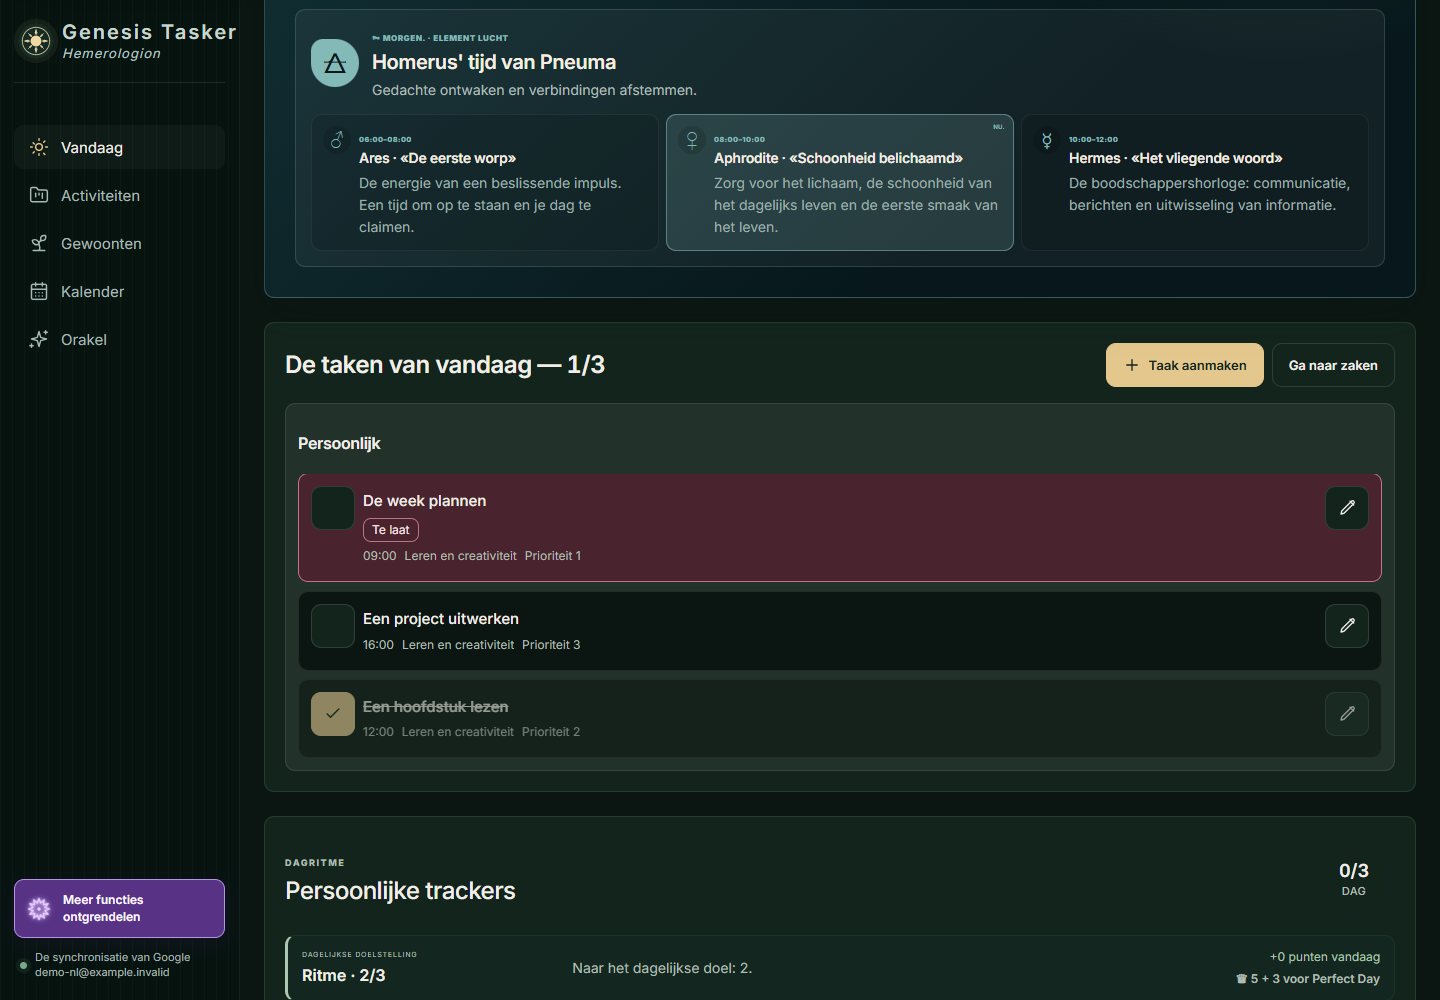 Genesis Tasker
Hemerologion
Vandaag
Activiteiten
Gewoonten
Kalender
Orakel
Meer functies
ontgrendelen
De synchronisatie van Google
demo-nl@example.invalid
MORGEN. · ELEMENT LUCHT
Homerus' tijd van Pneuma
Gedachte ontwaken en verbindingen afstemmen.
06:00–08:00
Ares · «De eerste worp»
De energie van een beslissende impuls.
Een tijd om op te staan en je dag te
claimen.
NU.
08:00–10:00
Aphrodite · «Schoonheid belichaamd»
Zorg voor het lichaam, de schoonheid van
het dagelijks leven en de eerste smaak van
het leven.
10:00–12:00
Hermes · «Het vliegende woord»
De boodschappershorloge: communicatie,
berichten en uitwisseling van informatie.
De taken van vandaag — 1/3
Taak aanmaken
Ga naar zaken
Persoonlijk
De week plannen
Te laat
09:00 Leren en creativiteit Prioriteit 1
Een project uitwerken
16:00 Leren en creativiteit Prioriteit 3
Een hoofdstuk lezen
12:00 Leren en creativiteit Prioriteit 2
DAGRITME
Persoonlijke trackers
0/3
DAG
DAGELIJKSE DOELSTELLING
Ritme · 2/3
Naar het dagelijkse doel: 2.
+0 punten vandaag
5 + 3 voor Perfect Day